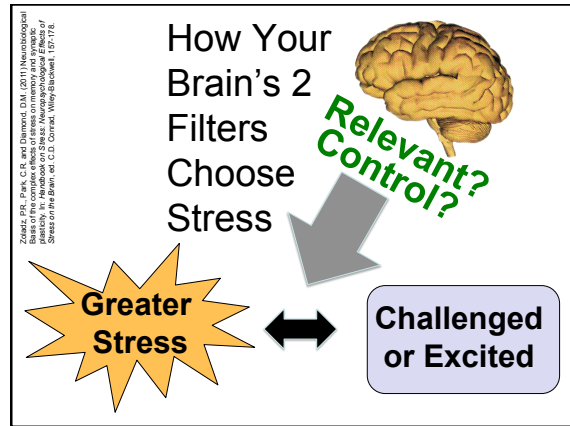 Zoladz, P.R., Park, C.R. and Diamond, D.M. (2011) Neurobiological
Basis of the complex effects of stress on memory and synaptic
plasticity. In: Handbook on Stress: Neuropsychological Effects of
Stress on the Brain, ed. C.D. Conrad, Wiley-Blackwell, 157-178.
How Your
Brain's 2
Filters
Choose
Stress
Relevant?
Control?
Greater
Stress
Challenged
or Excited